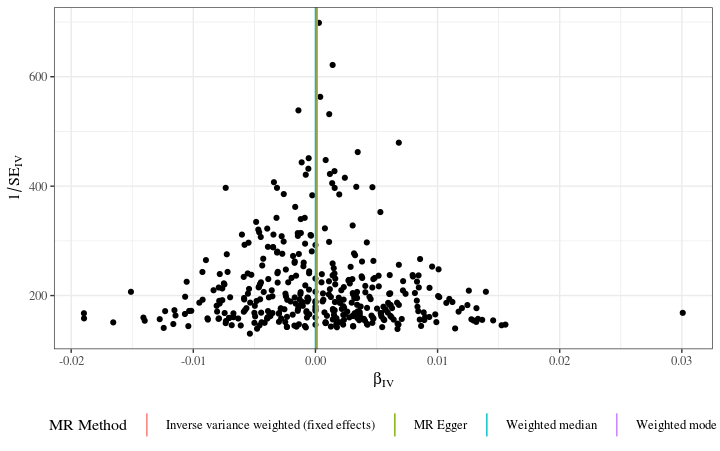 600
400
200
1/SE_IV
-0.02 -0.01 0.00 0.01 0.02 0.03
β_IV
MR Method Inverse variance weighted (fixed effects) MR Egger Weighted median Weighted mode